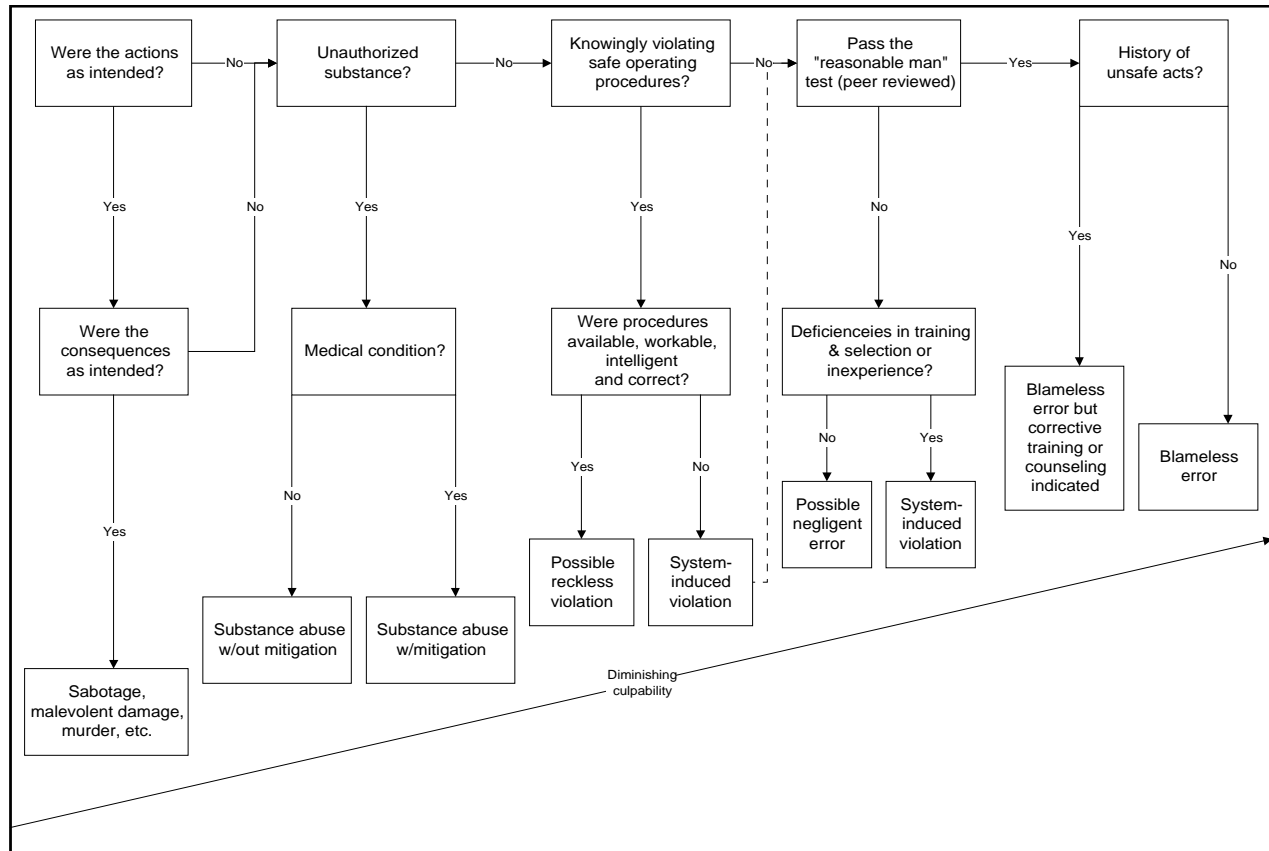 Were the actions
as intended?
No
Unauthorized
substance?
No
Knowingly violating
safe operating
procedures?
No
Pass the
"reasonable man"
test (peer reviewed)
Yes
History of
unsafe acts?
Yes
No
Yes
Yes
No
Yes
No
Were the
consequences
as intended?
Medical condition?
Were procedures
available, workable,
intelligent
and correct?
Deficienceies in training
& selection or
inexperience?
Blameless
error but
corrective
training or
counseling
indicated
Blameless
error
Yes
No
Yes
Yes
No
No
Yes
Possible
reckless
violation
System-
induced
violation
Possible
negligent
error
System-
induced
violation
Substance abuse
w/out mitigation
Substance abuse
w/mitigation
Sabotage,
malevolent damage,
murder, etc.
Diminishing
culpability